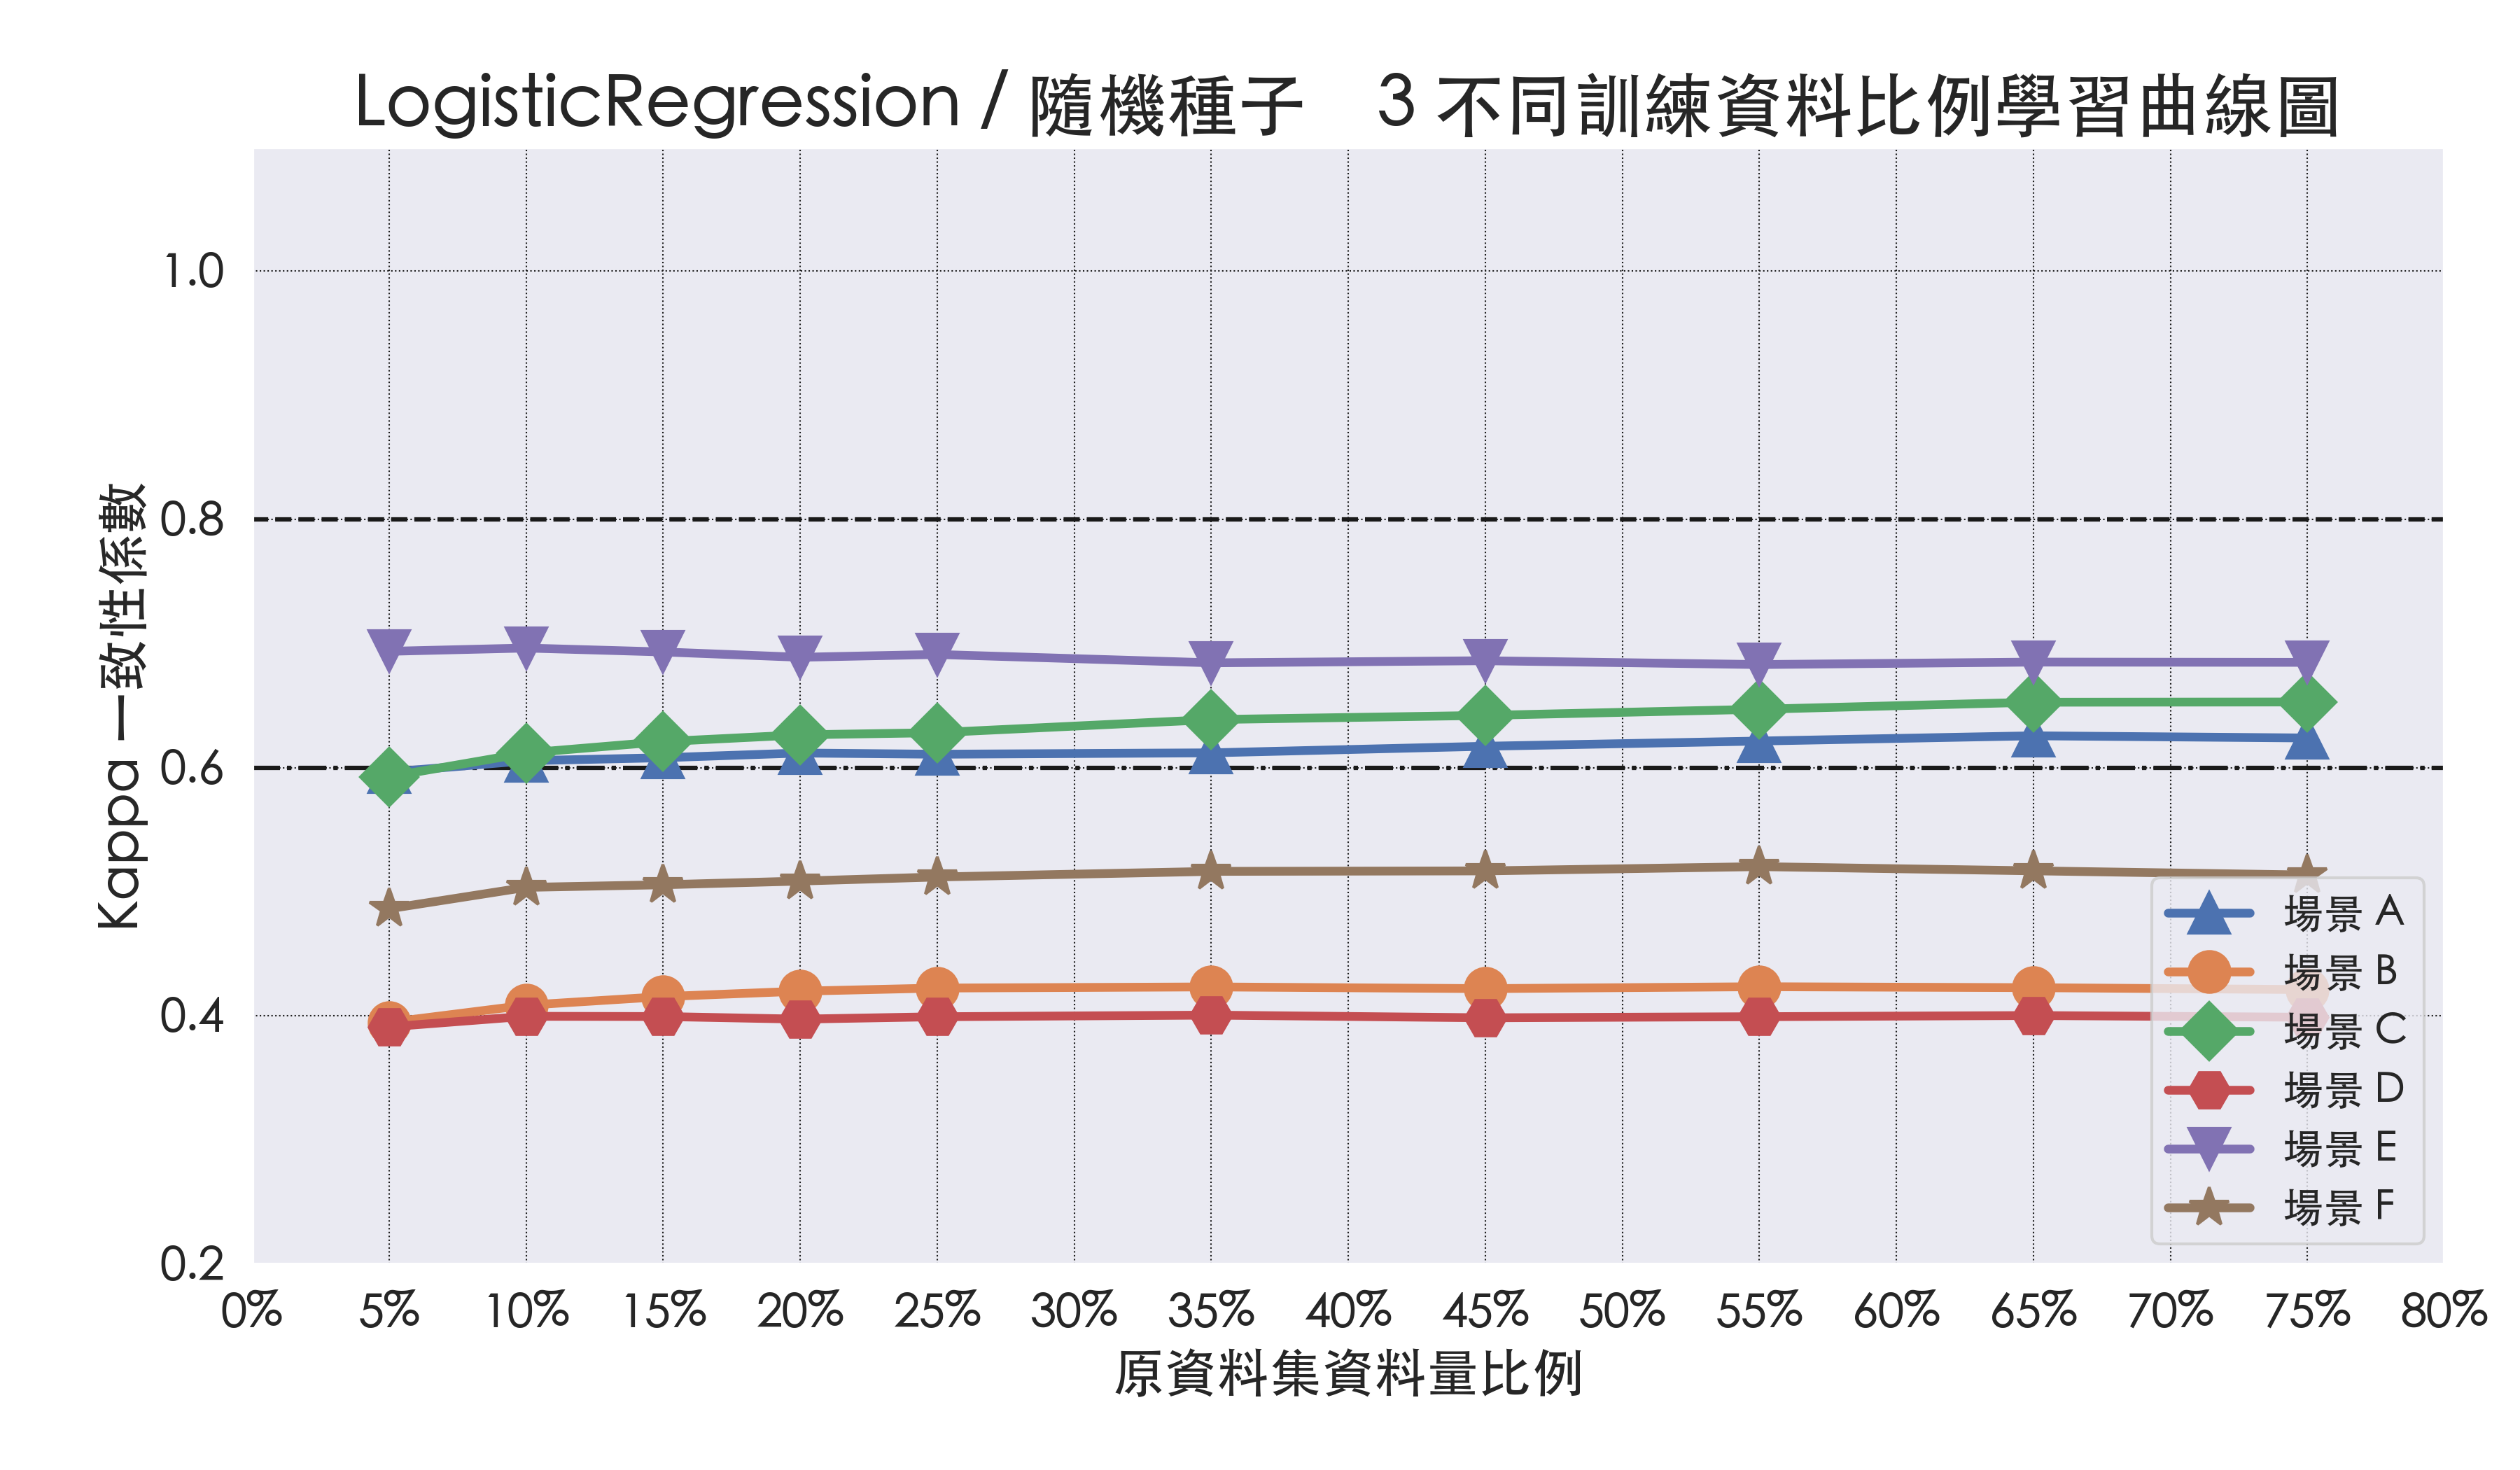 LogisticRegression / 隨機種子　3 不同訓練資料比例學習曲線圖
Kappa 一致性係數
1.0
0.8
0.6
0.4
0.2
場景 A
場景 B
場景 C
場景 D
場景 E
場景 F
0% 5% 10% 15% 20% 25% 30% 35% 40% 45% 50% 55% 60% 65% 70% 75% 80%
原資料集資料量比例